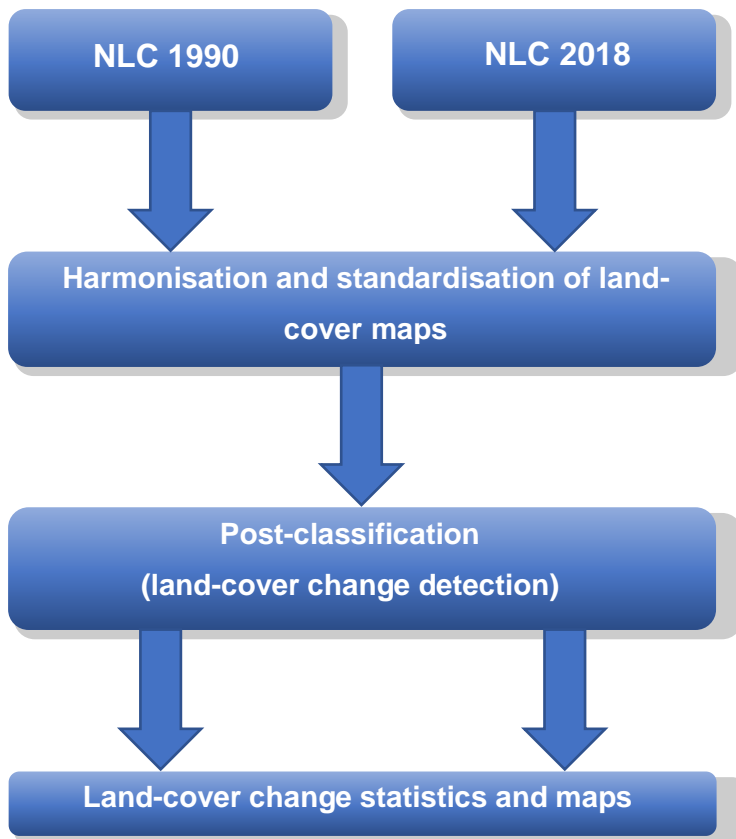 NLC 1990
NLC 2018
Harmonisation and standardisation of land-
cover maps
Post-classification
(land-cover change detection)
Land-cover change statistics and maps